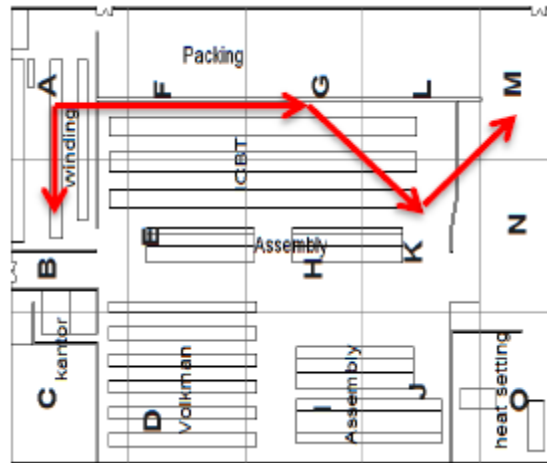 Packing
A
F
G
L
M
winding
ICBT
E
Assembly
K
N
B
H
kantor
C
D
Volkman
I
Assembly
J
heat setting
O